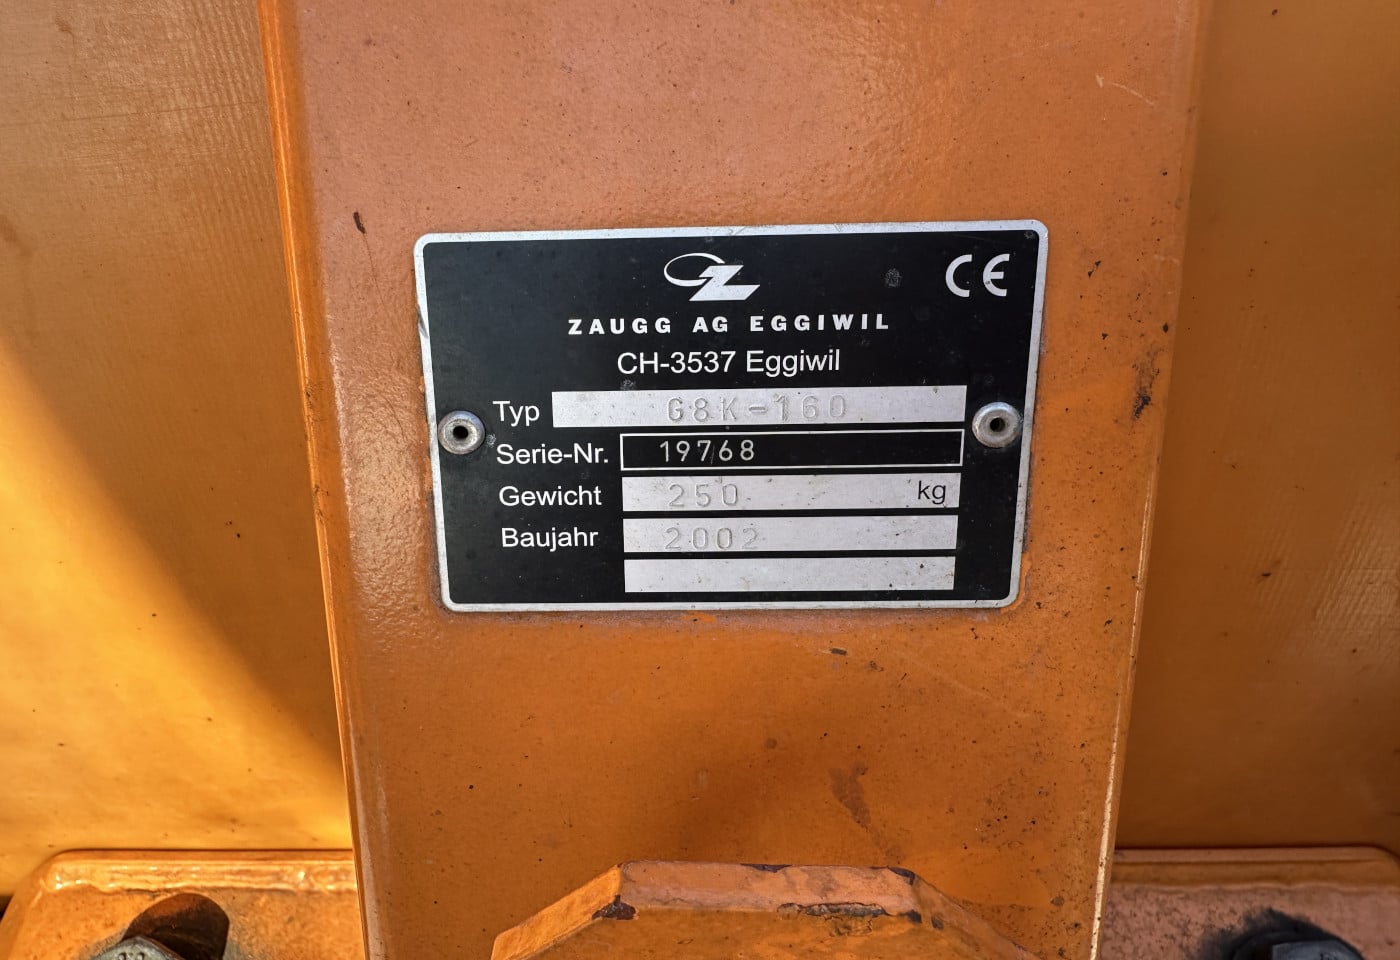 CE
ZAUGG AG EGGIWIL
CH-3537 Eggiwil
Typ G8K-160
Serie-Nr. 19768
Gewicht 250 kg
Baujahr 2002